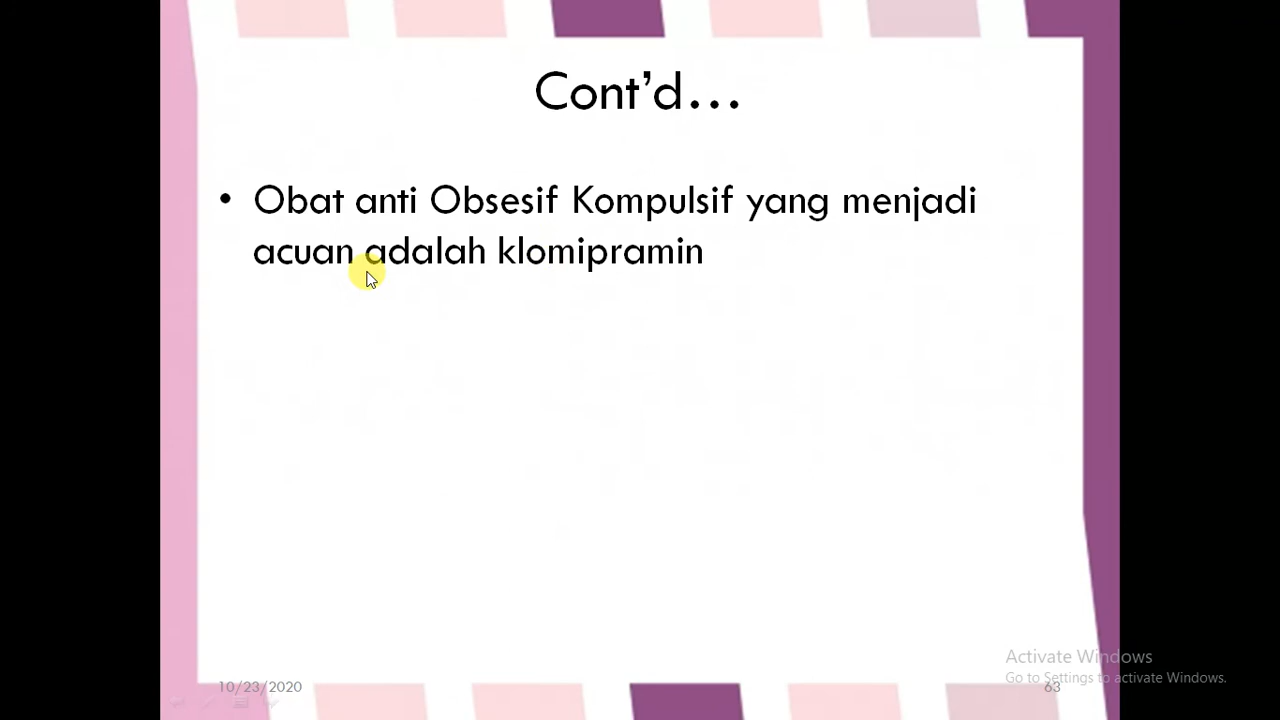 Cont’d…
• Obat anti Obsesif Kompulsif yang menjadi
acuan adalah klomipramin
Activate Windows
Go to Settings to activate Windows.
10/23/2020
63